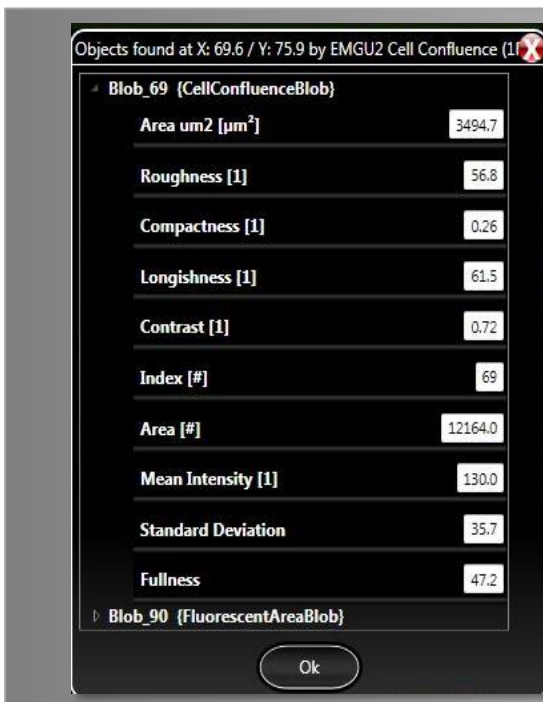 Objects found at X: 69.6 / Y: 75.9 by EMGU2 Cell Confluence
Blob_69 {CellConfluenceBlob}
Area um2 [µm²] 3494.7
Roughness [1] 56.8
Compactness [1] 0.26
Longishness [1] 61.5
Contrast [1] 0.72
Index [#] 69
Area [#] 12164.0
Mean Intensity [1] 130.0
Standard Deviation 35.7
Fullness 47.2
Blob_90 {FluorescentAreaBlob}
Ok